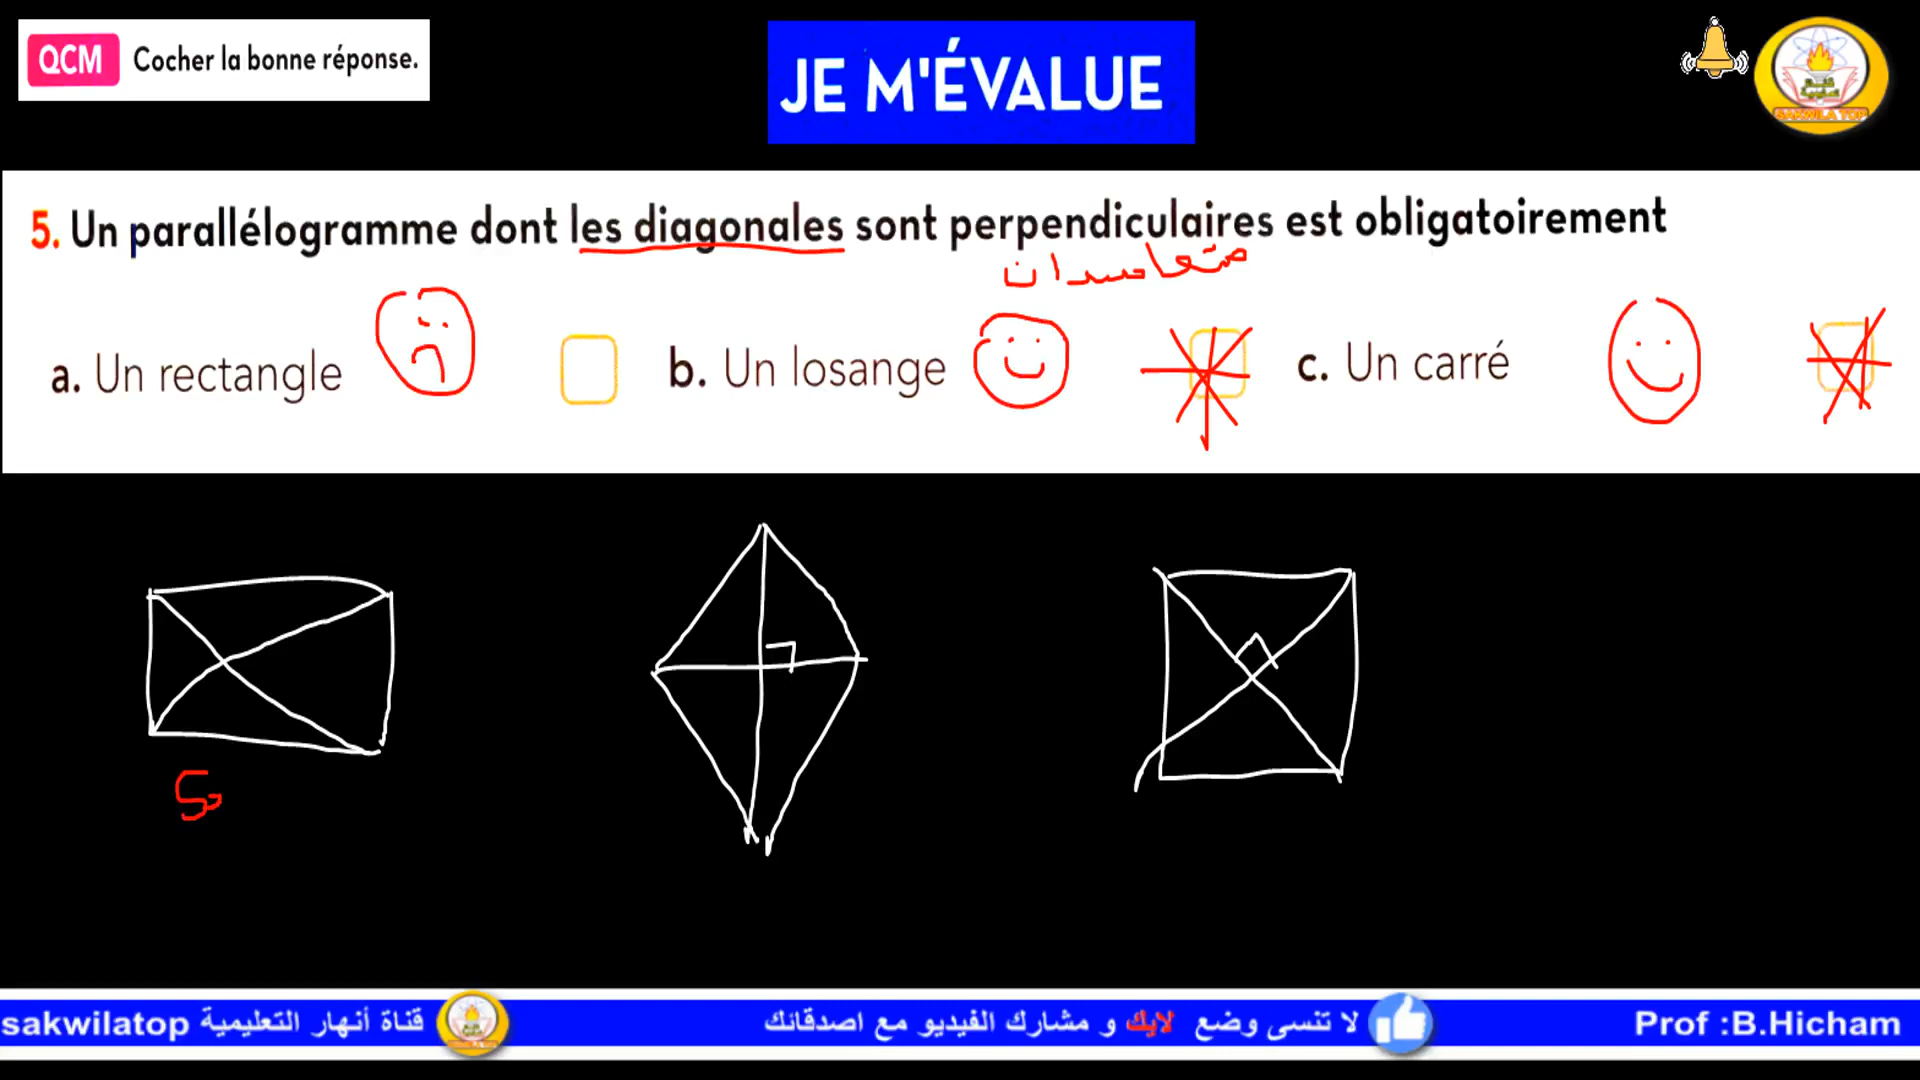 QCM Cocher la bonne réponse.
JE M'ÉVALUE
SAKWILA TOP
5. Un parallélogramme dont les diagonales sont perpendiculaires est obligatoirement
متعامدان
a. Un rectangle
b. Un losange
c. Un carré
sakwilatop قناة أنهار التعليمية
لا تنسى وضع لايك و مشارك الفيديو مع اصدقائك
Prof :B.Hicham